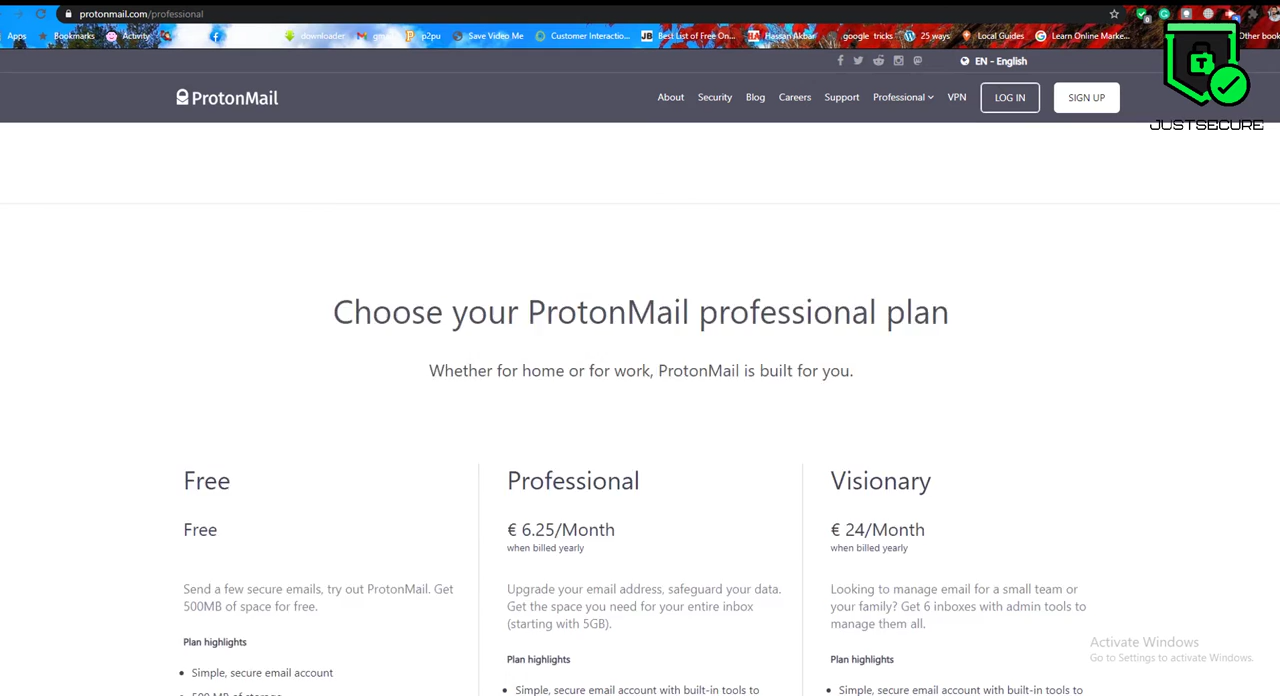 protonmail.com/professional
Apps Bookmarks Activity downloader p2pu Save Video Me Customer Interactio... Best List of Free On... Hassan Akbar google tricks 25 ways Local Guides Learn Online Marke... Other book
EN - English
ProtonMail About Security Blog Careers Support Professional VPN LOG IN SIGN UP
JUSTSECURE
Choose your ProtonMail professional plan
Whether for home or for work, ProtonMail is built for you.
Free
Free
Send a few secure emails, try out ProtonMail. Get
500MB of space for free.
Plan highlights
• Simple, secure email account
500 MB of storage
Professional
€ 6.25/Month
when billed yearly
Upgrade your email address, safeguard your data.
Get the space you need for your entire inbox
(starting with 5GB).
Plan highlights
• Simple, secure email account with built-in tools to
Visionary
€ 24/Month
when billed yearly
Looking to manage email for a small team or
your family? Get 6 inboxes with admin tools to
manage them all.
Plan highlights
• Simple, secure email account with built-in tools to
Activate Windows
Go to Settings to activate Windows.